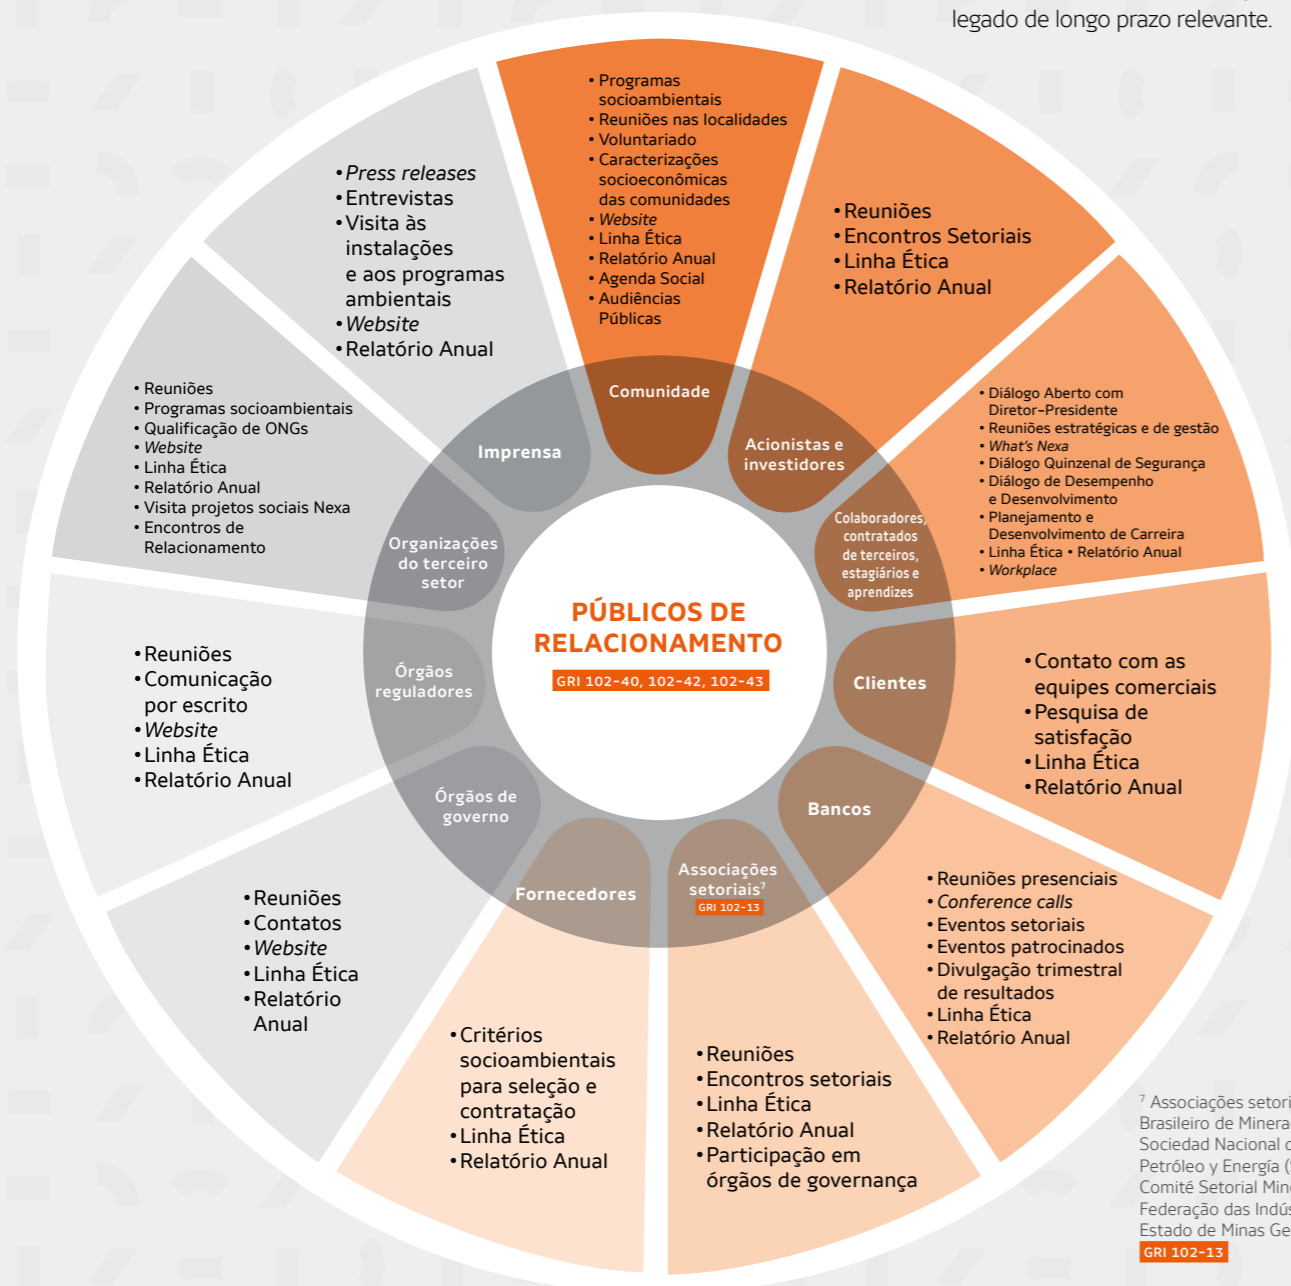 legado de longo prazo relevante.
• Programas
socioambientais
• Reuniões nas localidades
• Voluntariado
• Caracterizações
socioeconômicas
das comunidades
• Website
• Linha Ética
• Relatório Anual
• Agenda Social
• Audiências
Públicas
Comunidade
• Reuniões
• Encontros Setoriais
• Linha Ética
• Relatório Anual
Acionistas e
investidores
• Diálogo Aberto com
Diretor-Presidente
• Reuniões estratégicas e de gestão
• What's Nexa
• Diálogo Quinzenal de Segurança
• Diálogo de Desempenho
e Desenvolvimento
• Planejamento e
Desenvolvimento de Carreira
• Linha Ética • Relatório Anual
• Workplace
Colaboradores,
contratados
de terceiros,
estagiários e
aprendizes
• Contato com as
equipes comerciais
• Pesquisa de
satisfação
• Linha Ética
• Relatório Anual
Clientes
• Reuniões presenciais
• Conference calls
• Eventos setoriais
• Eventos patrocinados
• Divulgação trimestral
de resultados
• Linha Ética
• Relatório Anual
Bancos
• Reuniões
• Encontros setoriais
• Linha Ética
• Relatório Anual
• Participação em
órgãos de governança
Associações
setoriais⁷
GRI 102-13
• Critérios
socioambientais
para seleção e
contratação
• Linha Ética
• Relatório Anual
Fornecedores
• Reuniões
• Contatos
• Website
• Linha Ética
• Relatório
Anual
Órgãos de
governo
• Reuniões
• Comunicação
por escrito
• Website
• Linha Ética
• Relatório Anual
Órgãos
reguladores
• Reuniões
• Programas socioambientais
• Qualificação de ONGs
• Website
• Linha Ética
• Relatório Anual
• Visita projetos sociais Nexa
• Encontros de
Relacionamento
Organizações
do terceiro
setor
• Press releases
• Entrevistas
• Visita às
instalações
e aos programas
ambientais
• Website
• Relatório Anual
Imprensa
PÚBLICOS DE
RELACIONAMENTO
GRI 102-40, 102-42, 102-43
⁷ Associações
Brasileiro de
Sociedad Nacional
Petróleo y Energía
Comité Setorial
Federação das
Estado de Minas
GRI 102-13